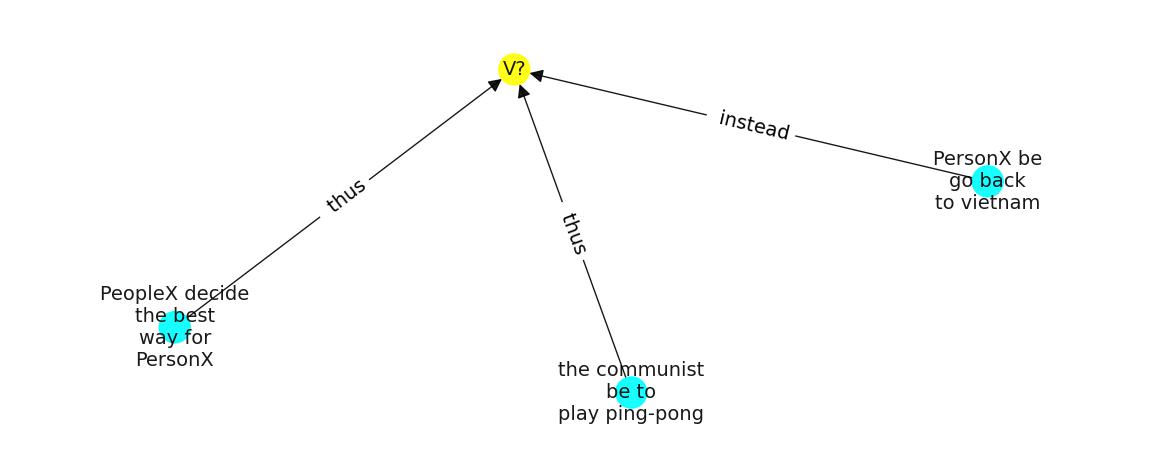 V?
instead
PersonX be
go back
to vietnam
thus
thus
PeopleX decide
the best
way for
PersonX
the communist
be to
play ping-pong